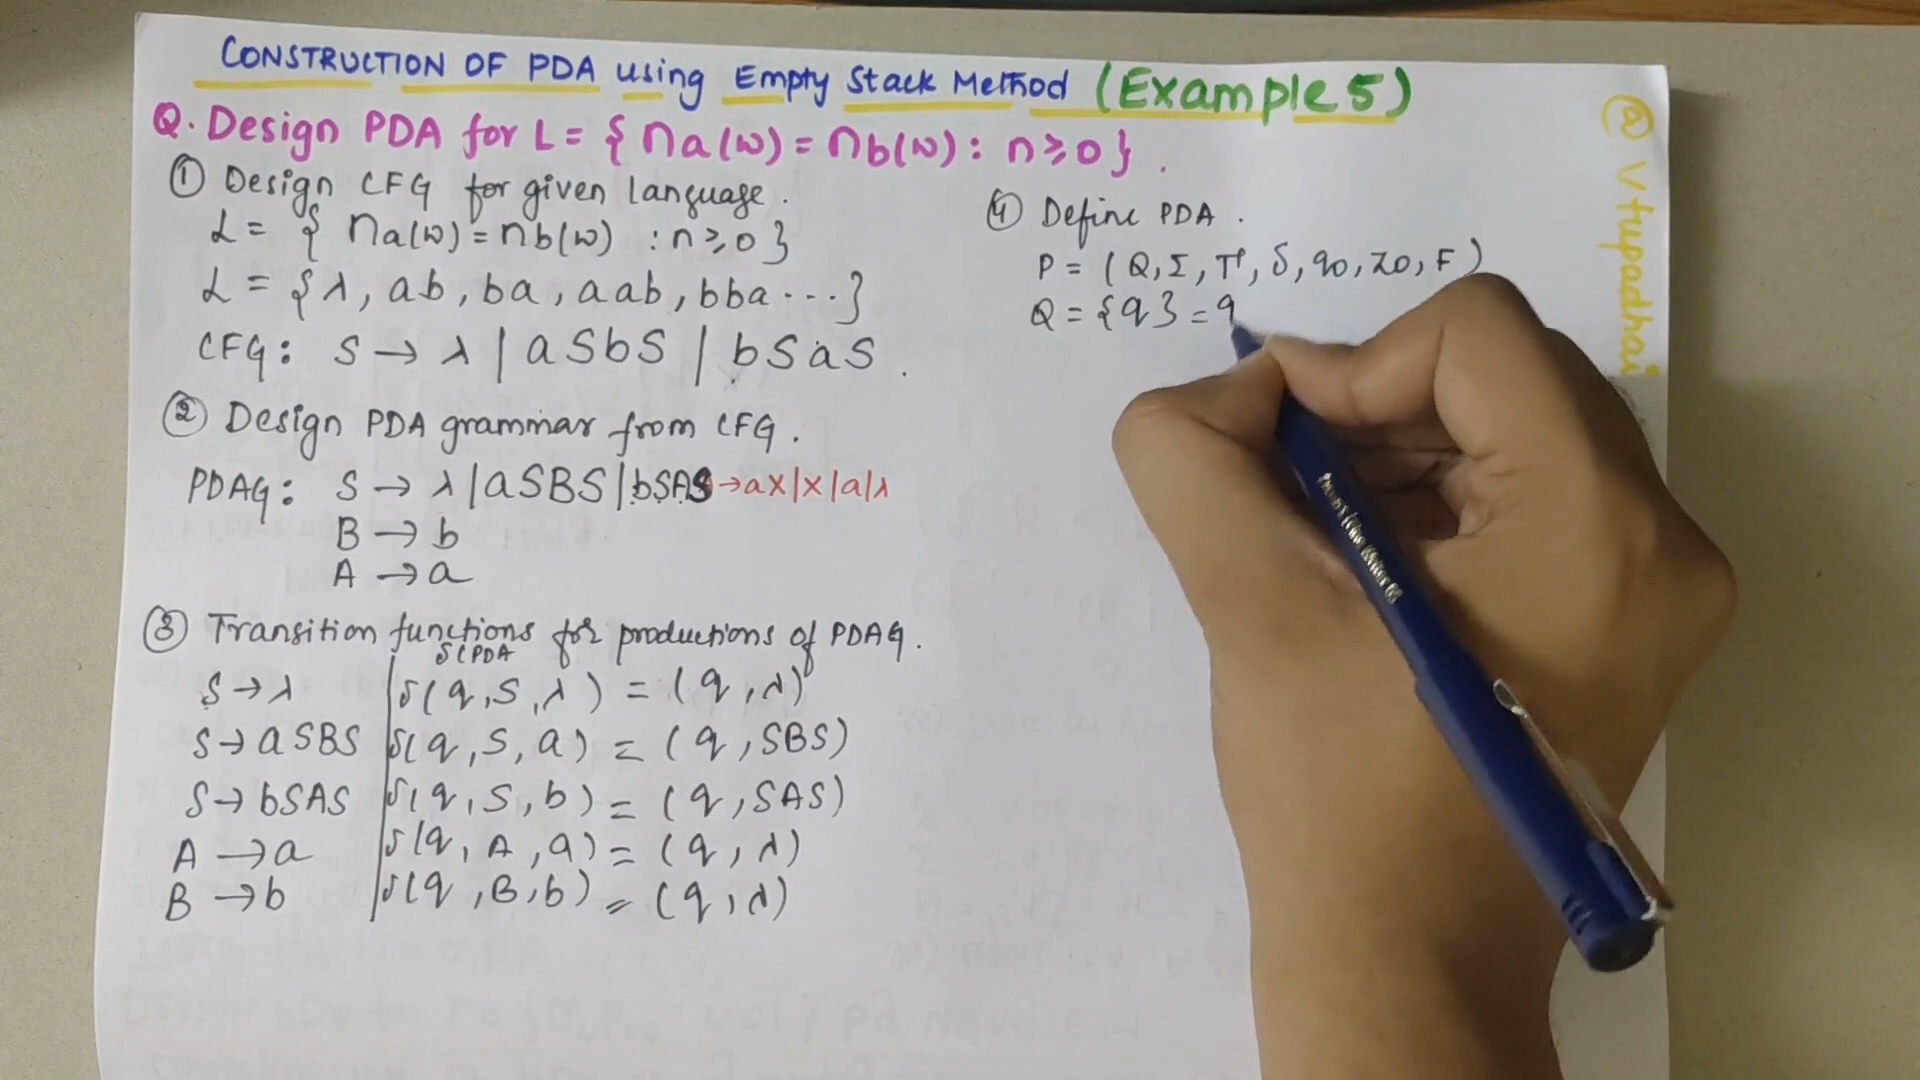 CONSTRUCTION OF PDA using Empty Stack Method (Example 5)
Q. Design PDA for L = { na(w) = nb(w) : n ≥ 0 } .
① Design CFG for given language.
L = { na(w) = nb(w) : n ≥ 0 }
L = { λ, ab, ba, aab, bba ... }
CFG: S → λ | aSbS | bSaS .
② Design PDA grammar from CFG.
PDAG: S → λ | aSBS | bSAS → aX | X | a | λ
B → b
A → a
③ Transition functions for productions of PDAG.
δ(PDA
S → λ | δ(q, S, λ) = (q, λ)
S → aSBS | δ(q, S, a) = (q, SBS)
S → bSAS | δ(q, S, b) = (q, SAS)
A → a | δ(q, A, a) = (q, λ)
B → b | δ(q, B, b) = (q, λ)
④ Define PDA .
P = (Q, Σ, Γ, δ, q0, z0, F)
Q = {q} = q
@Vtupadhai